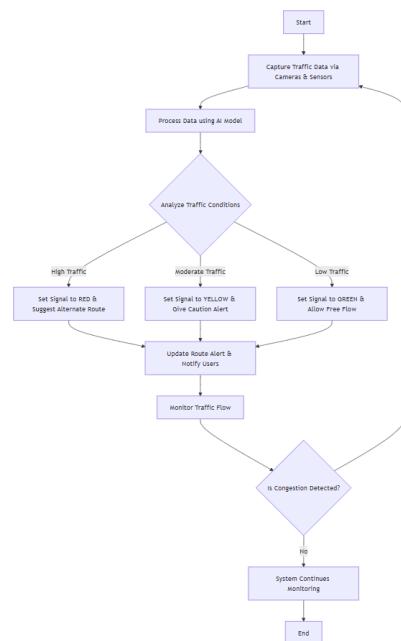 Start
Capture Traffic Data via
Cameras & Sensors
Process Data using AI Model
Analyze Traffic Conditions
High Traffic
Moderate Traffic
Low Traffic
Set Signal to RED &
Suggest Alternate Route
Set Signal to YELLOW &
Give Caution Alert
Set Signal to GREEN &
Allow Free Flow
Update Route Alert &
Notify Users
Monitor Traffic Flow
Is Congestion Detected?
No
System Continues
Monitoring
End